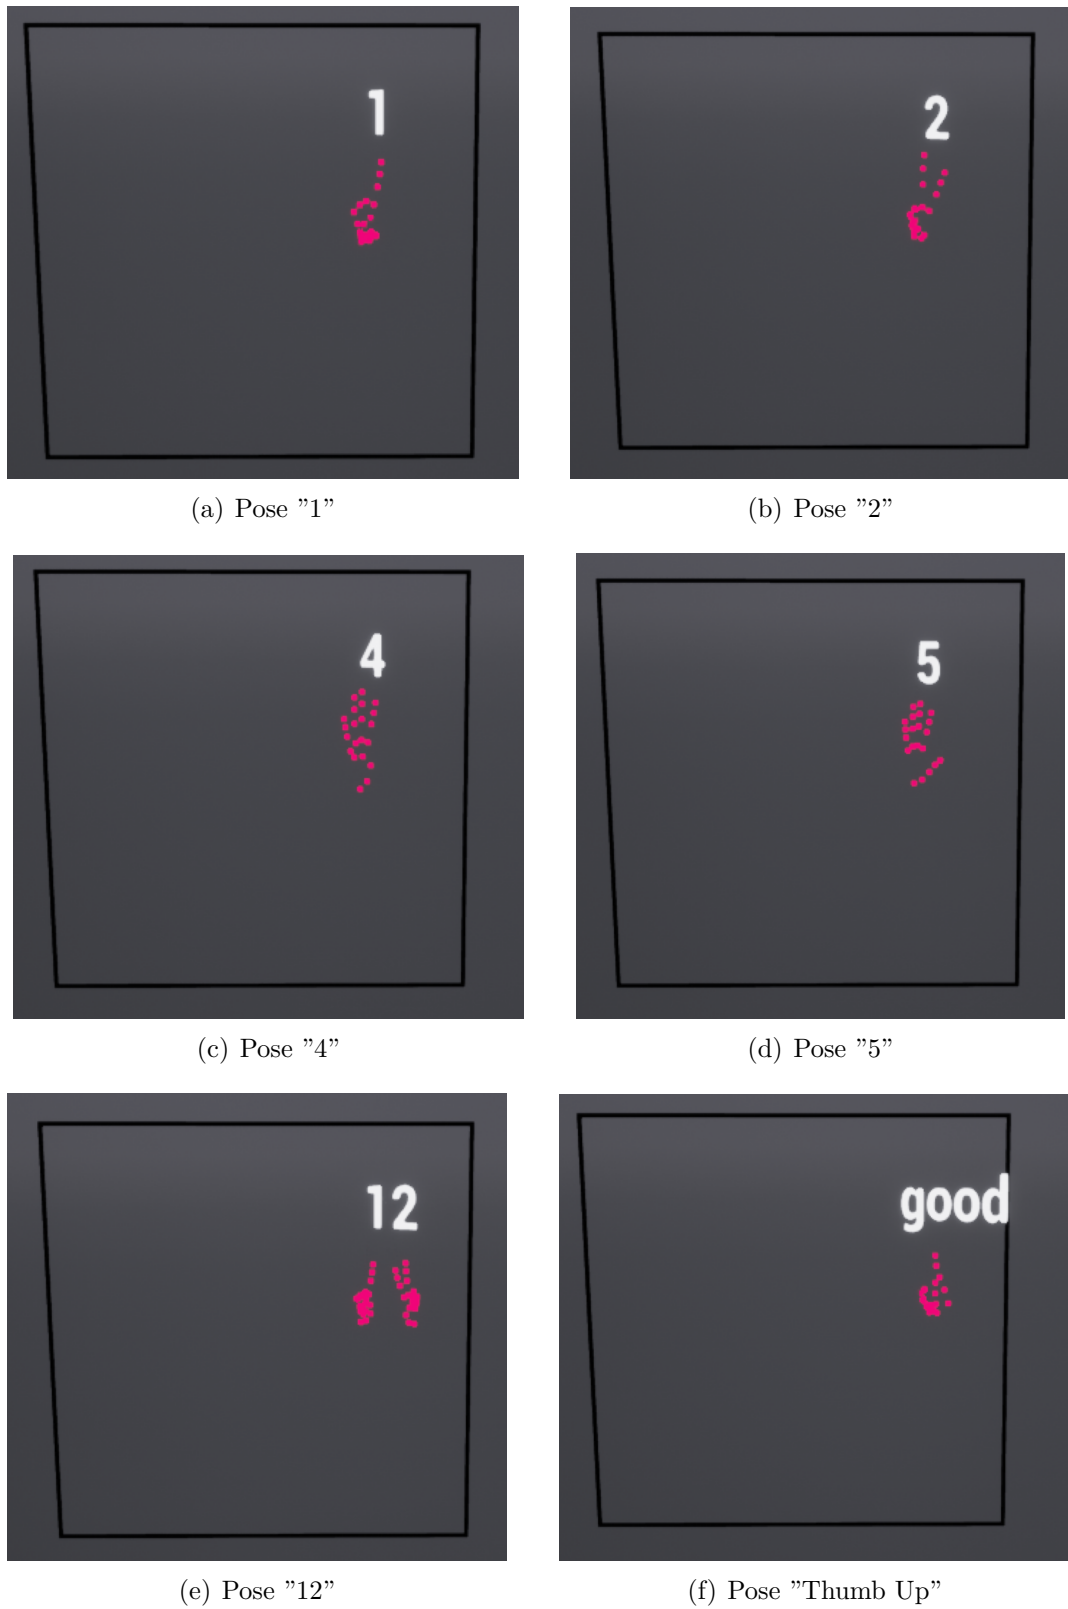 1
2
(a) Pose ”1”
(b) Pose ”2”
4
5
(c) Pose ”4”
(d) Pose ”5”
12
good
(e) Pose ”12”
(f) Pose ”Thumb Up”